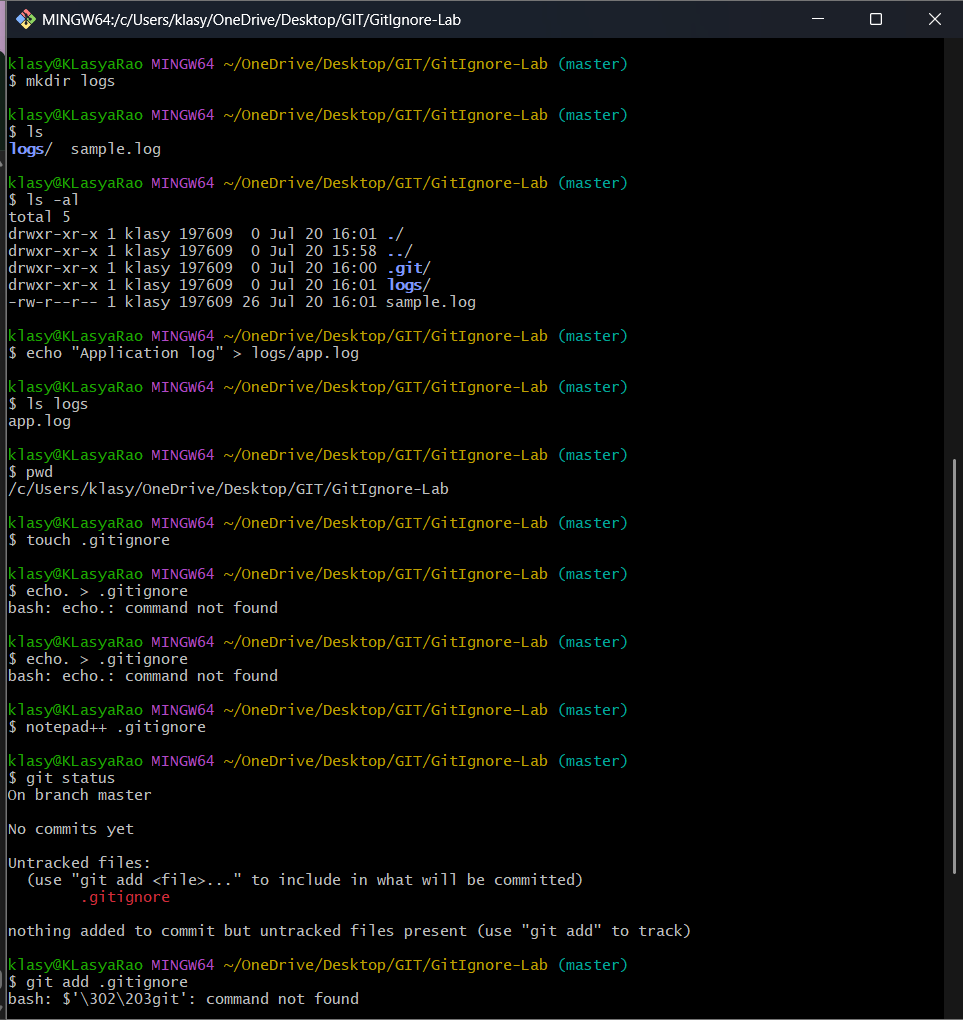 MINGW64:/c/Users/klasy/OneDrive/Desktop/GIT/GitIgnore-Lab
klasy@KLasyaRao MINGW64 ~/OneDrive/Desktop/GIT/GitIgnore-Lab (master)
$ mkdir logs
klasy@KLasyaRao MINGW64 ~/OneDrive/Desktop/GIT/GitIgnore-Lab (master)
$ ls
logs/  sample.log
klasy@KLasyaRao MINGW64 ~/OneDrive/Desktop/GIT/GitIgnore-Lab (master)
$ ls -al
total 5
drwxr-xr-x 1 klasy 197609  0 Jul 20 16:01 ./
drwxr-xr-x 1 klasy 197609  0 Jul 20 15:58 ../
drwxr-xr-x 1 klasy 197609  0 Jul 20 16:00 .git/
drwxr-xr-x 1 klasy 197609  0 Jul 20 16:01 logs/
-rw-r--r-- 1 klasy 197609 26 Jul 20 16:01 sample.log
klasy@KLasyaRao MINGW64 ~/OneDrive/Desktop/GIT/GitIgnore-Lab (master)
$ echo "Application log" > logs/app.log
klasy@KLasyaRao MINGW64 ~/OneDrive/Desktop/GIT/GitIgnore-Lab (master)
$ ls logs
app.log
klasy@KLasyaRao MINGW64 ~/OneDrive/Desktop/GIT/GitIgnore-Lab (master)
$ pwd
/c/Users/klasy/OneDrive/Desktop/GIT/GitIgnore-Lab
klasy@KLasyaRao MINGW64 ~/OneDrive/Desktop/GIT/GitIgnore-Lab (master)
$ touch .gitignore
klasy@KLasyaRao MINGW64 ~/OneDrive/Desktop/GIT/GitIgnore-Lab (master)
$ echo. > .gitignore
bash: echo.: command not found
klasy@KLasyaRao MINGW64 ~/OneDrive/Desktop/GIT/GitIgnore-Lab (master)
$ echo. > .gitignore
bash: echo.: command not found
klasy@KLasyaRao MINGW64 ~/OneDrive/Desktop/GIT/GitIgnore-Lab (master)
$ notepad++ .gitignore
klasy@KLasyaRao MINGW64 ~/OneDrive/Desktop/GIT/GitIgnore-Lab (master)
$ git status
On branch master
No commits yet
Untracked files:
  (use "git add <file>..." to include in what will be committed)
        .gitignore
nothing added to commit but untracked files present (use "git add" to track)
klasy@KLasyaRao MINGW64 ~/OneDrive/Desktop/GIT/GitIgnore-Lab (master)
$ git add .gitignore
bash: $'\302\203git': command not found